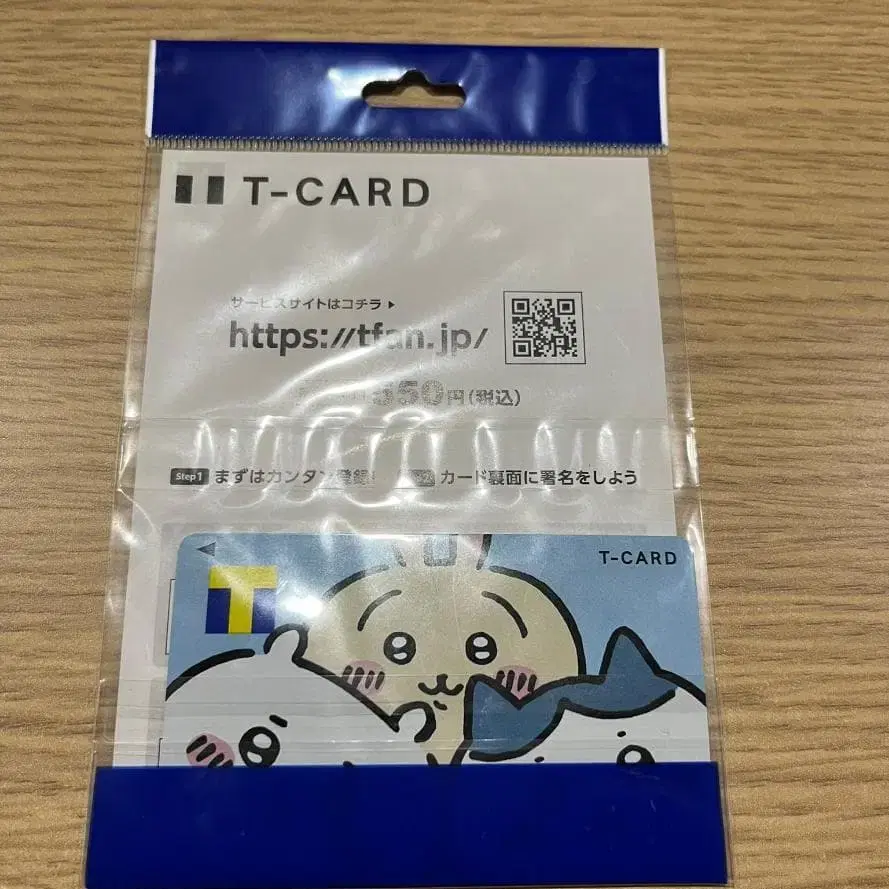 T-CARD
サービスサイトはコチラ ▶
https://tfan.jp/
550円(税込)
Step1 まずはカンタン登録! カード裏面に署名をしよう
T-CARD
T